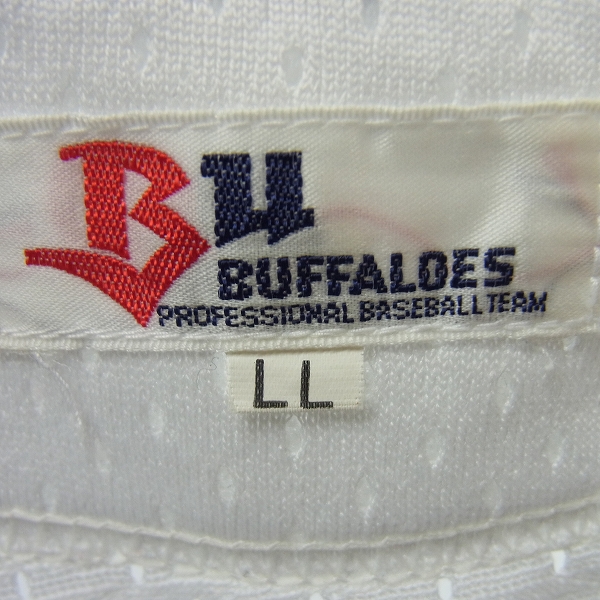 Bu
BUFFALOES
PROFESSIONAL BASEBALL TEAM
LL